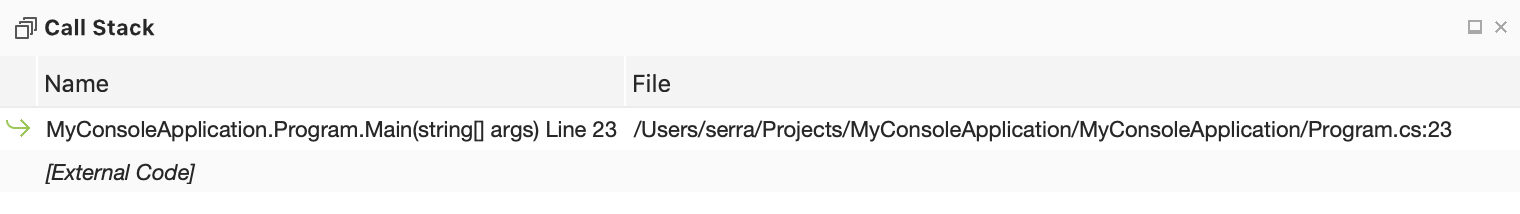 Call Stack
Name File
MyConsoleApplication.Program.Main(string[] args) Line 23 /Users/serra/Projects/MyConsoleApplication/MyConsoleApplication/Program.cs:23
[External Code]